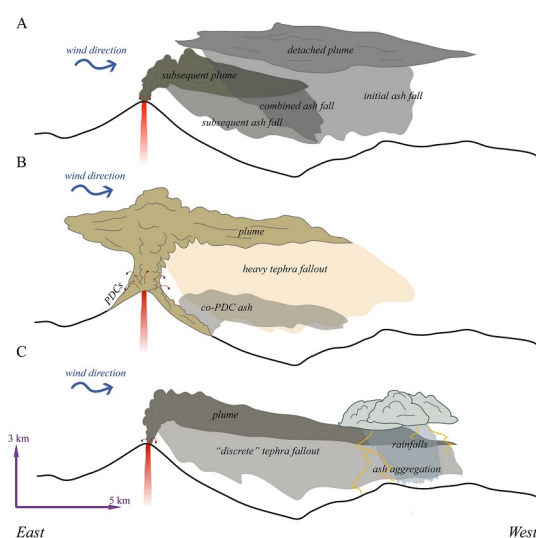 A
wind direction
detached plume
subsequent plume
combined ash fall
initial ash fall
subsequent ash fall
B
wind direction
plume
heavy tephra fallout
PDCs
co-PDC ash
C
wind direction
plume
rainfalls
"discrete" tephra fallout
ash aggregation
3 km
5 km
East
West